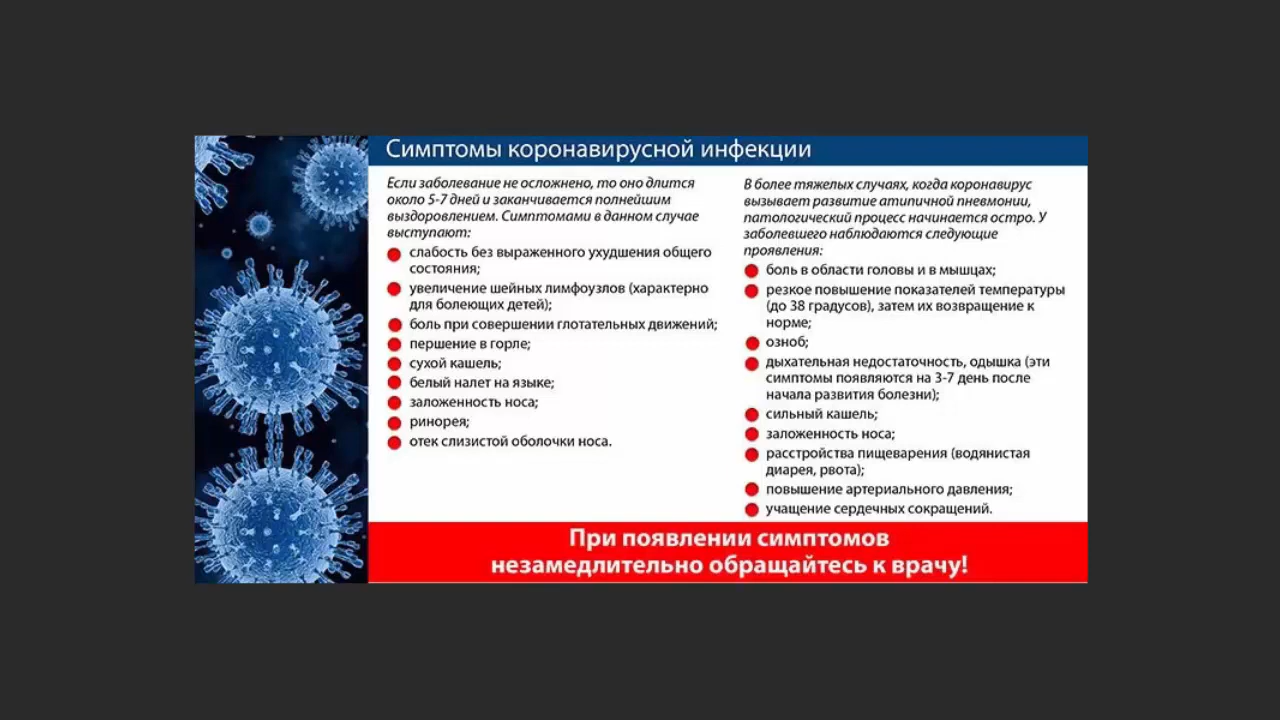 Симптомы коронавирусной инфекции
Если заболевание не осложнено, то оно длится
около 5-7 дней и заканчивается полнейшим
выздоровлением. Симптомами в данном случае
выступают:
слабость без выраженного ухудшения общего
состояния;
увеличение шейных лимфоузлов (характерно
для болеющих детей);
боль при совершении глотательных движений;
першение в горле;
сухой кашель;
белый налет на языке;
заложенность носа;
ринорея;
отек слизистой оболочки носа.
В более тяжелых случаях, когда коронавирус
вызывает развитие атипичной пневмонии,
патологический процесс начинается остро. У
заболевшего наблюдаются следующие
проявления:
боль в области головы и в мышцах;
резкое повышение показателей температуры
(до 38 градусов), затем их возвращение к
норме;
озноб;
дыхательная недостаточность, одышка (эти
симптомы появляются на 3-7 день после
начала развития болезни);
сильный кашель;
заложенность носа;
расстройства пищеварения (водянистая
диарея, рвота);
повышение артериального давления;
учащение сердечных сокращений.
При появлении симптомов
незамедлительно обращайтесь к врачу!